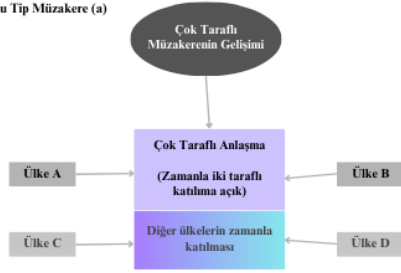 u Tip Müzakere (a)
Çok Taraflı
Müzakerenin Gelişimi
Çok Taraflı Anlaşma
(Zamanla iki taraflı
katılıma açık)
Ülke A
Ülke B
Diğer ülkelerin zamanla
katılması
Ülke C
Ülke D